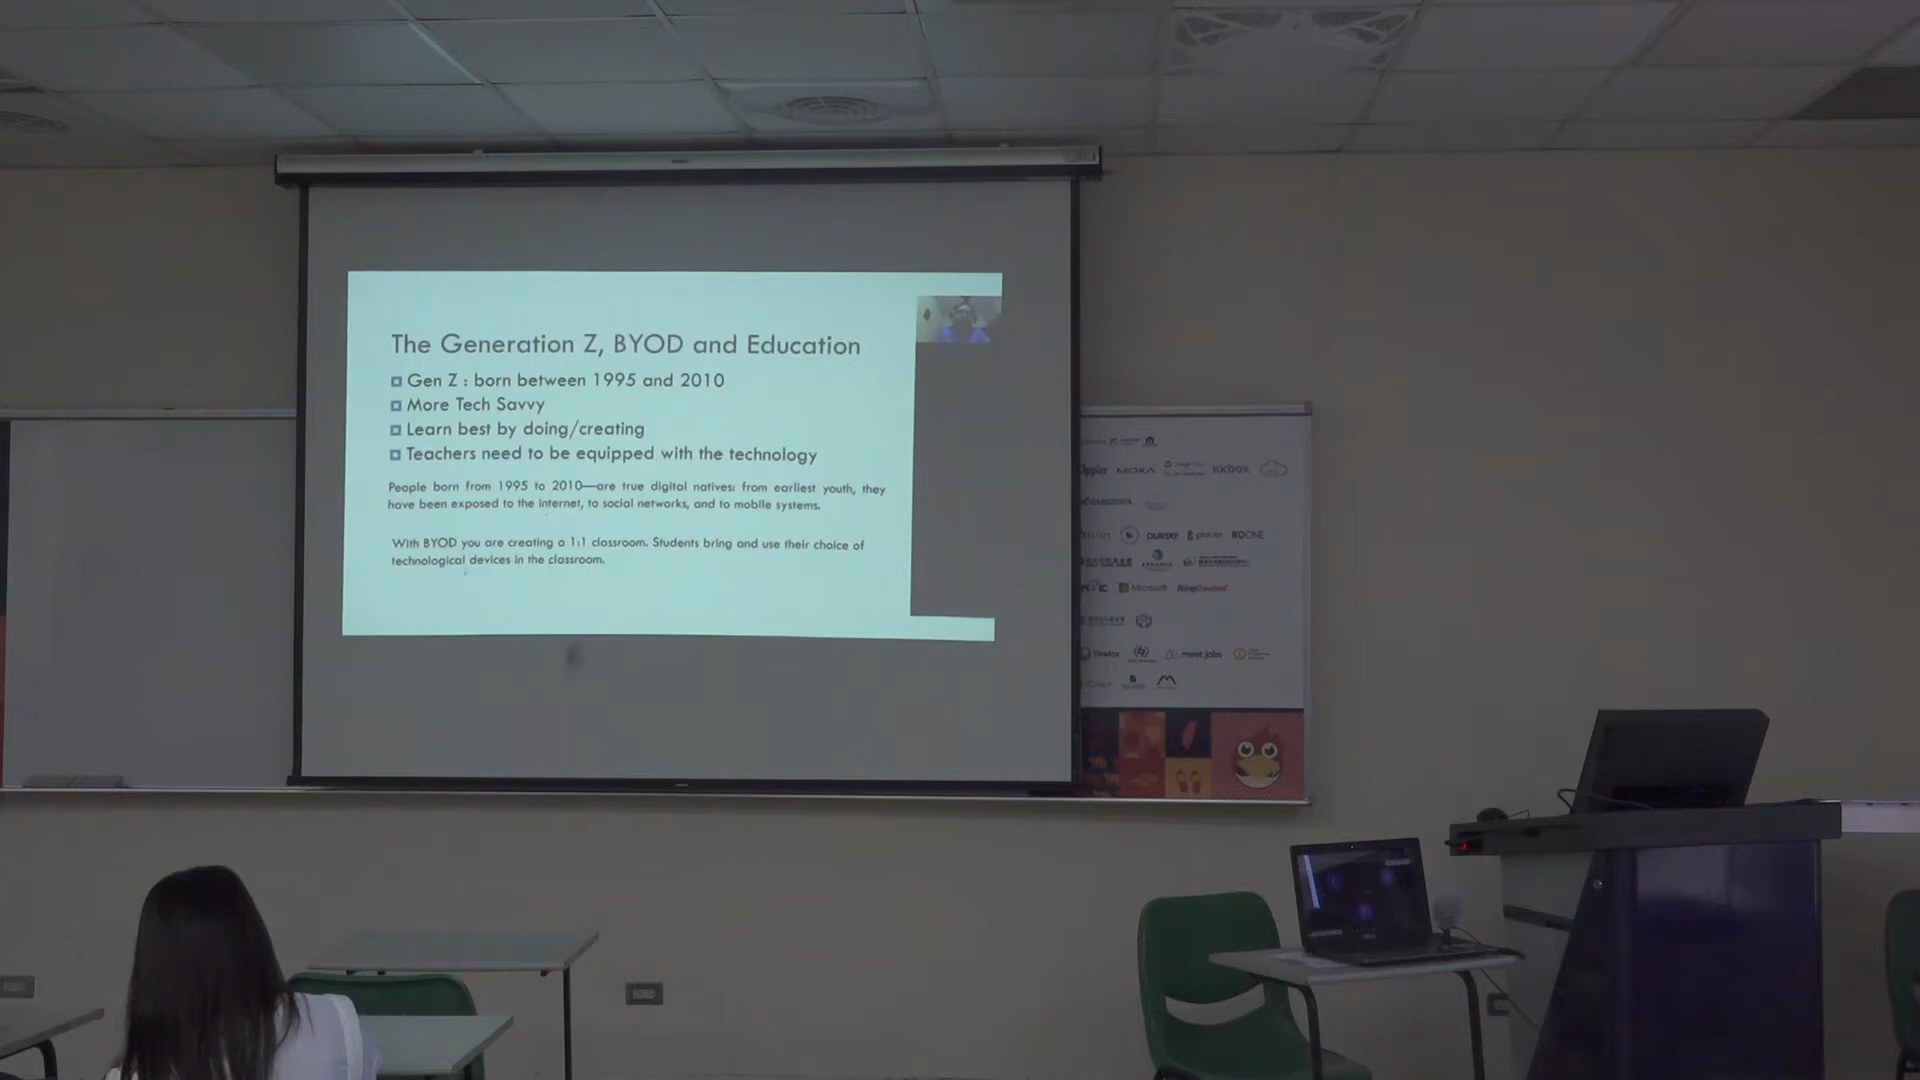 The Generation Z, BYOD and Education
Gen Z : born between 1995 and 2010
More Tech Savvy
Learn best by doing/creating
Teachers need to be equipped with the technology
People born from 1995 to 2010—are true digital natives: from earliest youth, they
have been exposed to the internet, to social networks, and to mobile systems.
With BYOD you are creating a 1:1 classroom. Students bring and use their choice of
technological devices in the classroom.
MOXA
KKBOX
OURSKY
Microsoft
RingCentral
Firefox
meet.jobs